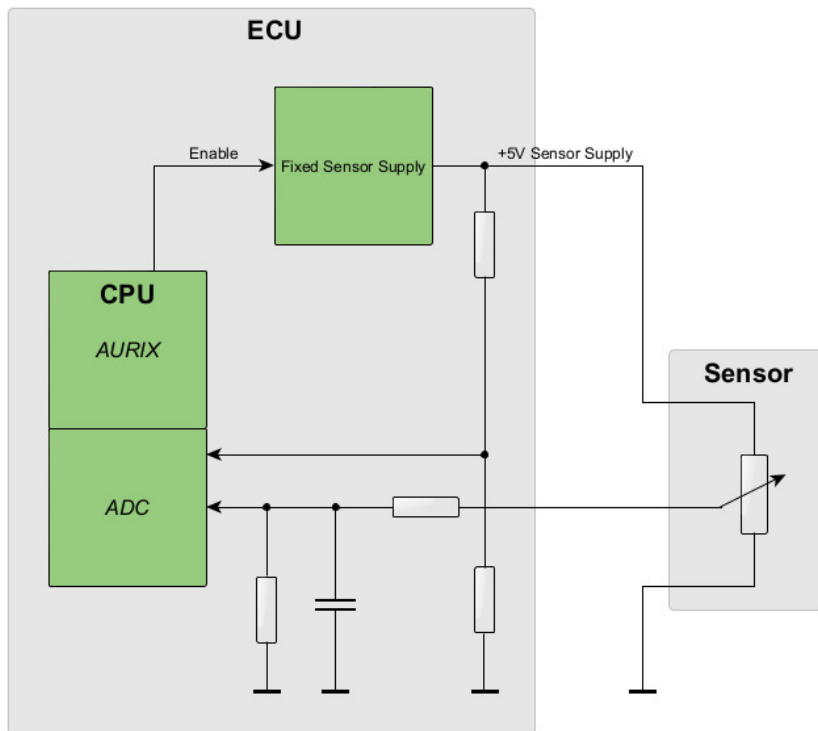 ECU
Enable
Fixed Sensor Supply
+5V Sensor Supply
CPU
AURIX
Sensor
ADC